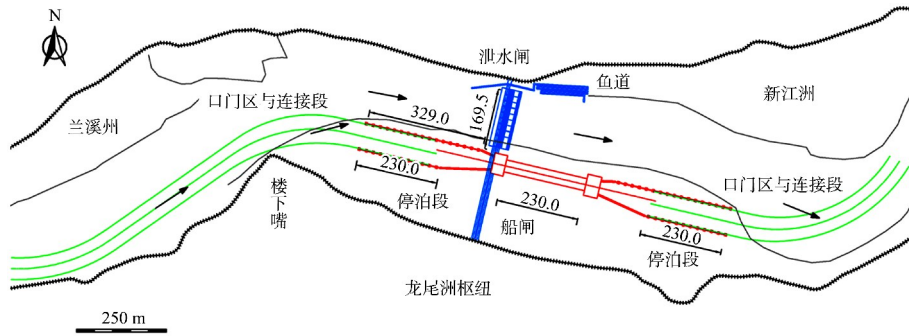 N
泄水闸
鱼道
新江洲
口门区与连接段
兰溪州
329.0
169.5
230.0
停泊段
楼下嘴
230.0
船闸
口门区与连接段
230.0
停泊段
龙尾洲枢纽
250 m